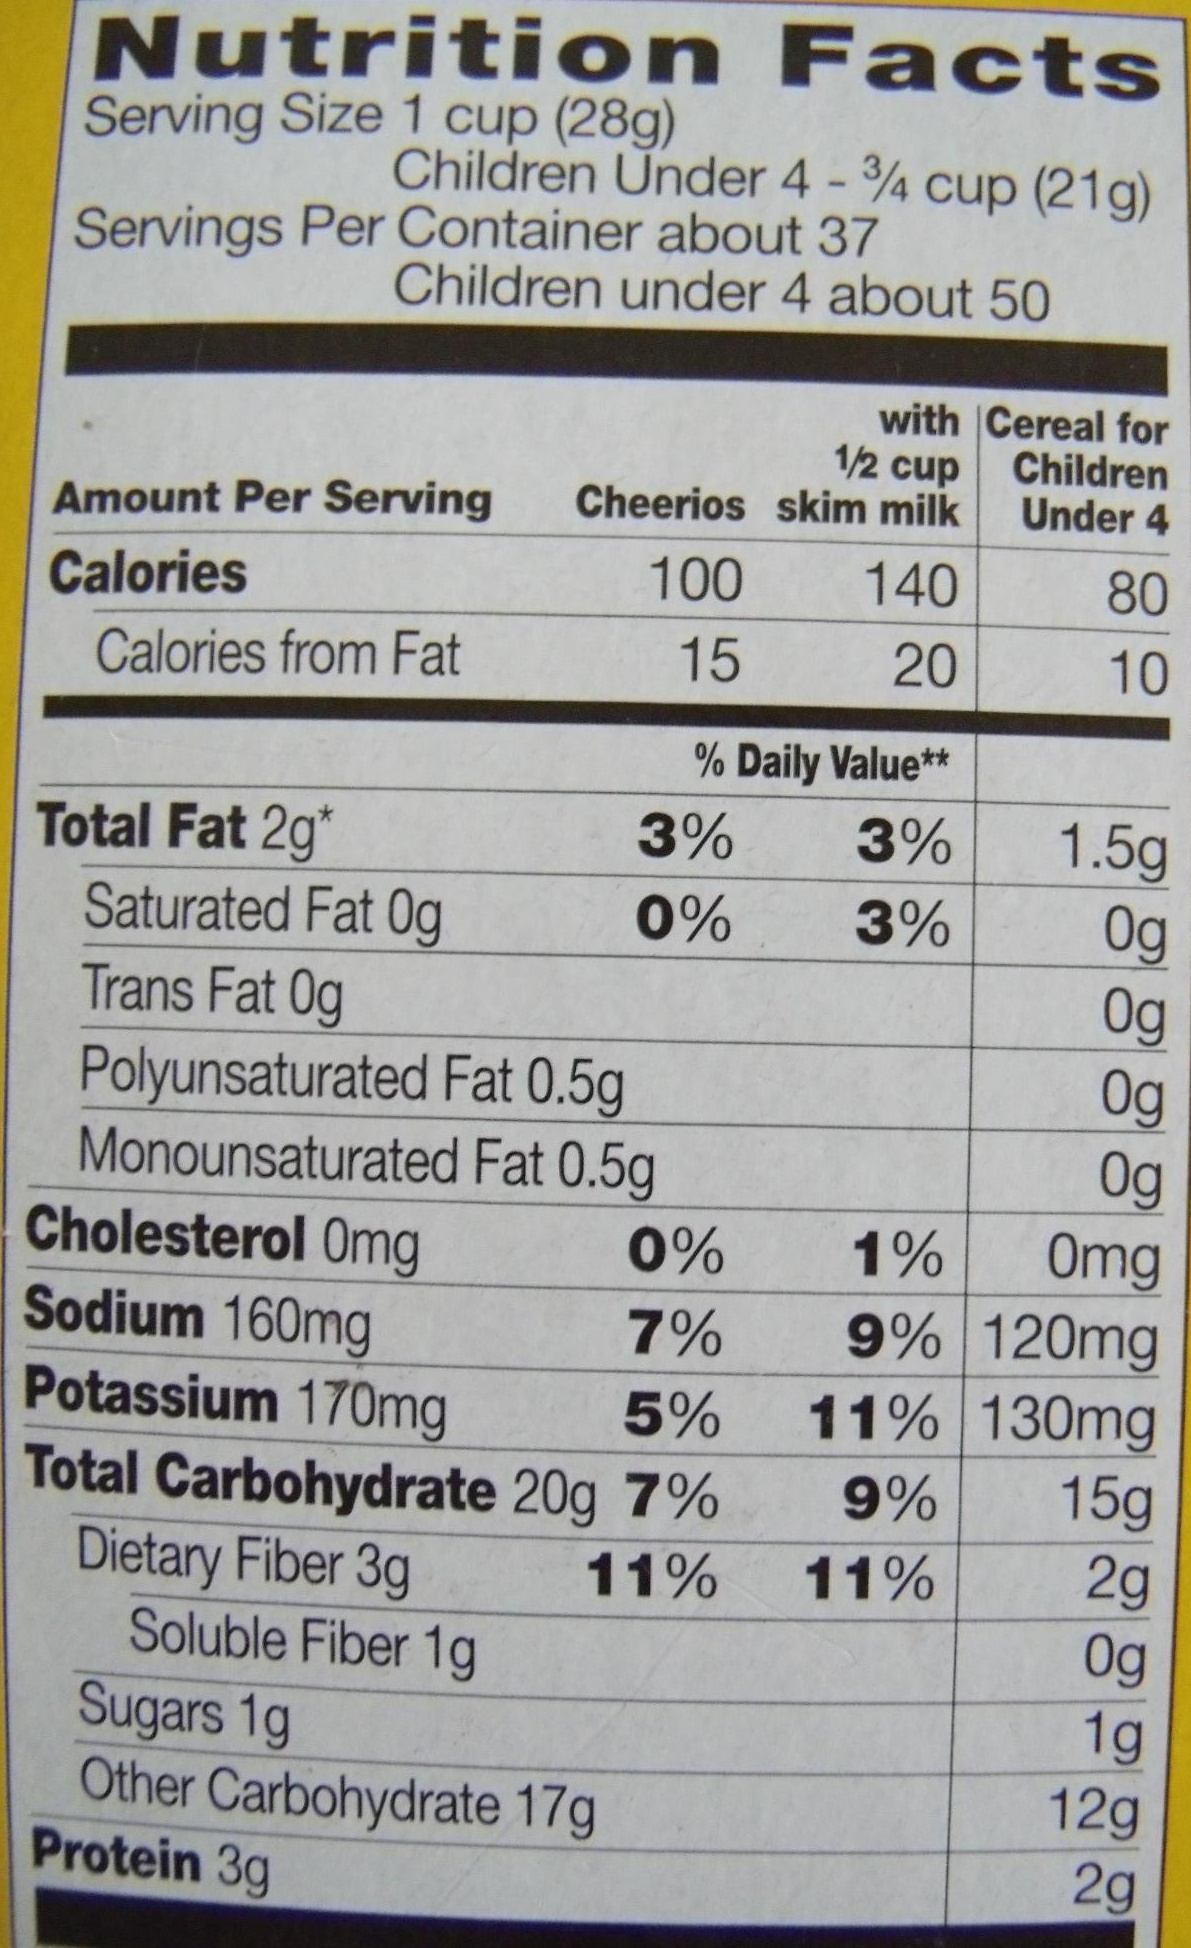 Nutrition Facts
Serving Size 1 cup (28g)
Children Under 4 - ¾ cup (21g)
Servings Per Container about 37
Children under 4 about 50
with Cereal for
1/2 cup Children
Amount Per Serving Cheerios skim milk Under 4
Calories 100 140 80
Calories from Fat 15 20 10
% Daily Value**
Total Fat 2g* 3% 3% 1.5g
Saturated Fat 0g 0% 3% 0g
Trans Fat 0g 0g
Polyunsaturated Fat 0.5g 0g
Monounsaturated Fat 0.5g 0g
Cholesterol 0mg 0% 1% 0mg
Sodium 160mg 7% 9% 120mg
Potassium 170mg 5% 11% 130mg
Total Carbohydrate 20g 7% 9% 15g
Dietary Fiber 3g 11% 11% 2g
Soluble Fiber 1g 0g
Sugars 1g 1g
Other Carbohydrate 17g 12g
Protein 3g 2g